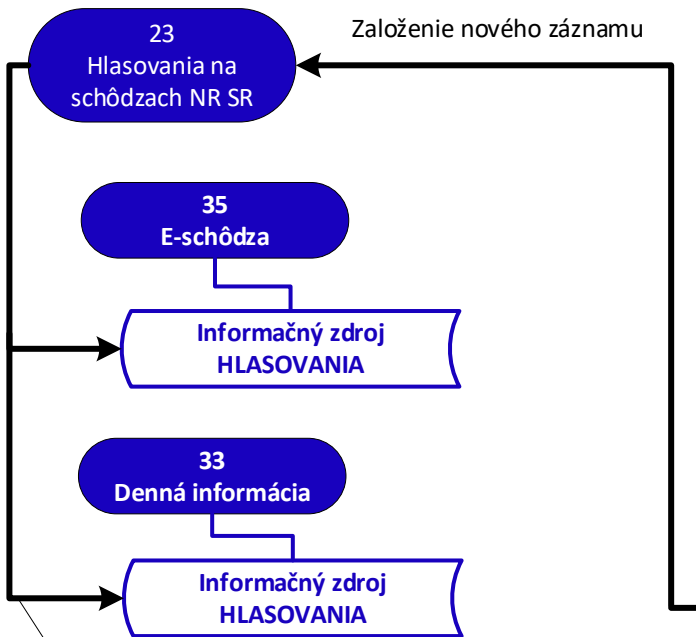 23
Hlasovania na
schôdzach NR SR
Založenie nového záznamu
35
E-schôdza
Informačný zdroj
HLASOVANIA
33
Denná informácia
Informačný zdroj
HLASOVANIA